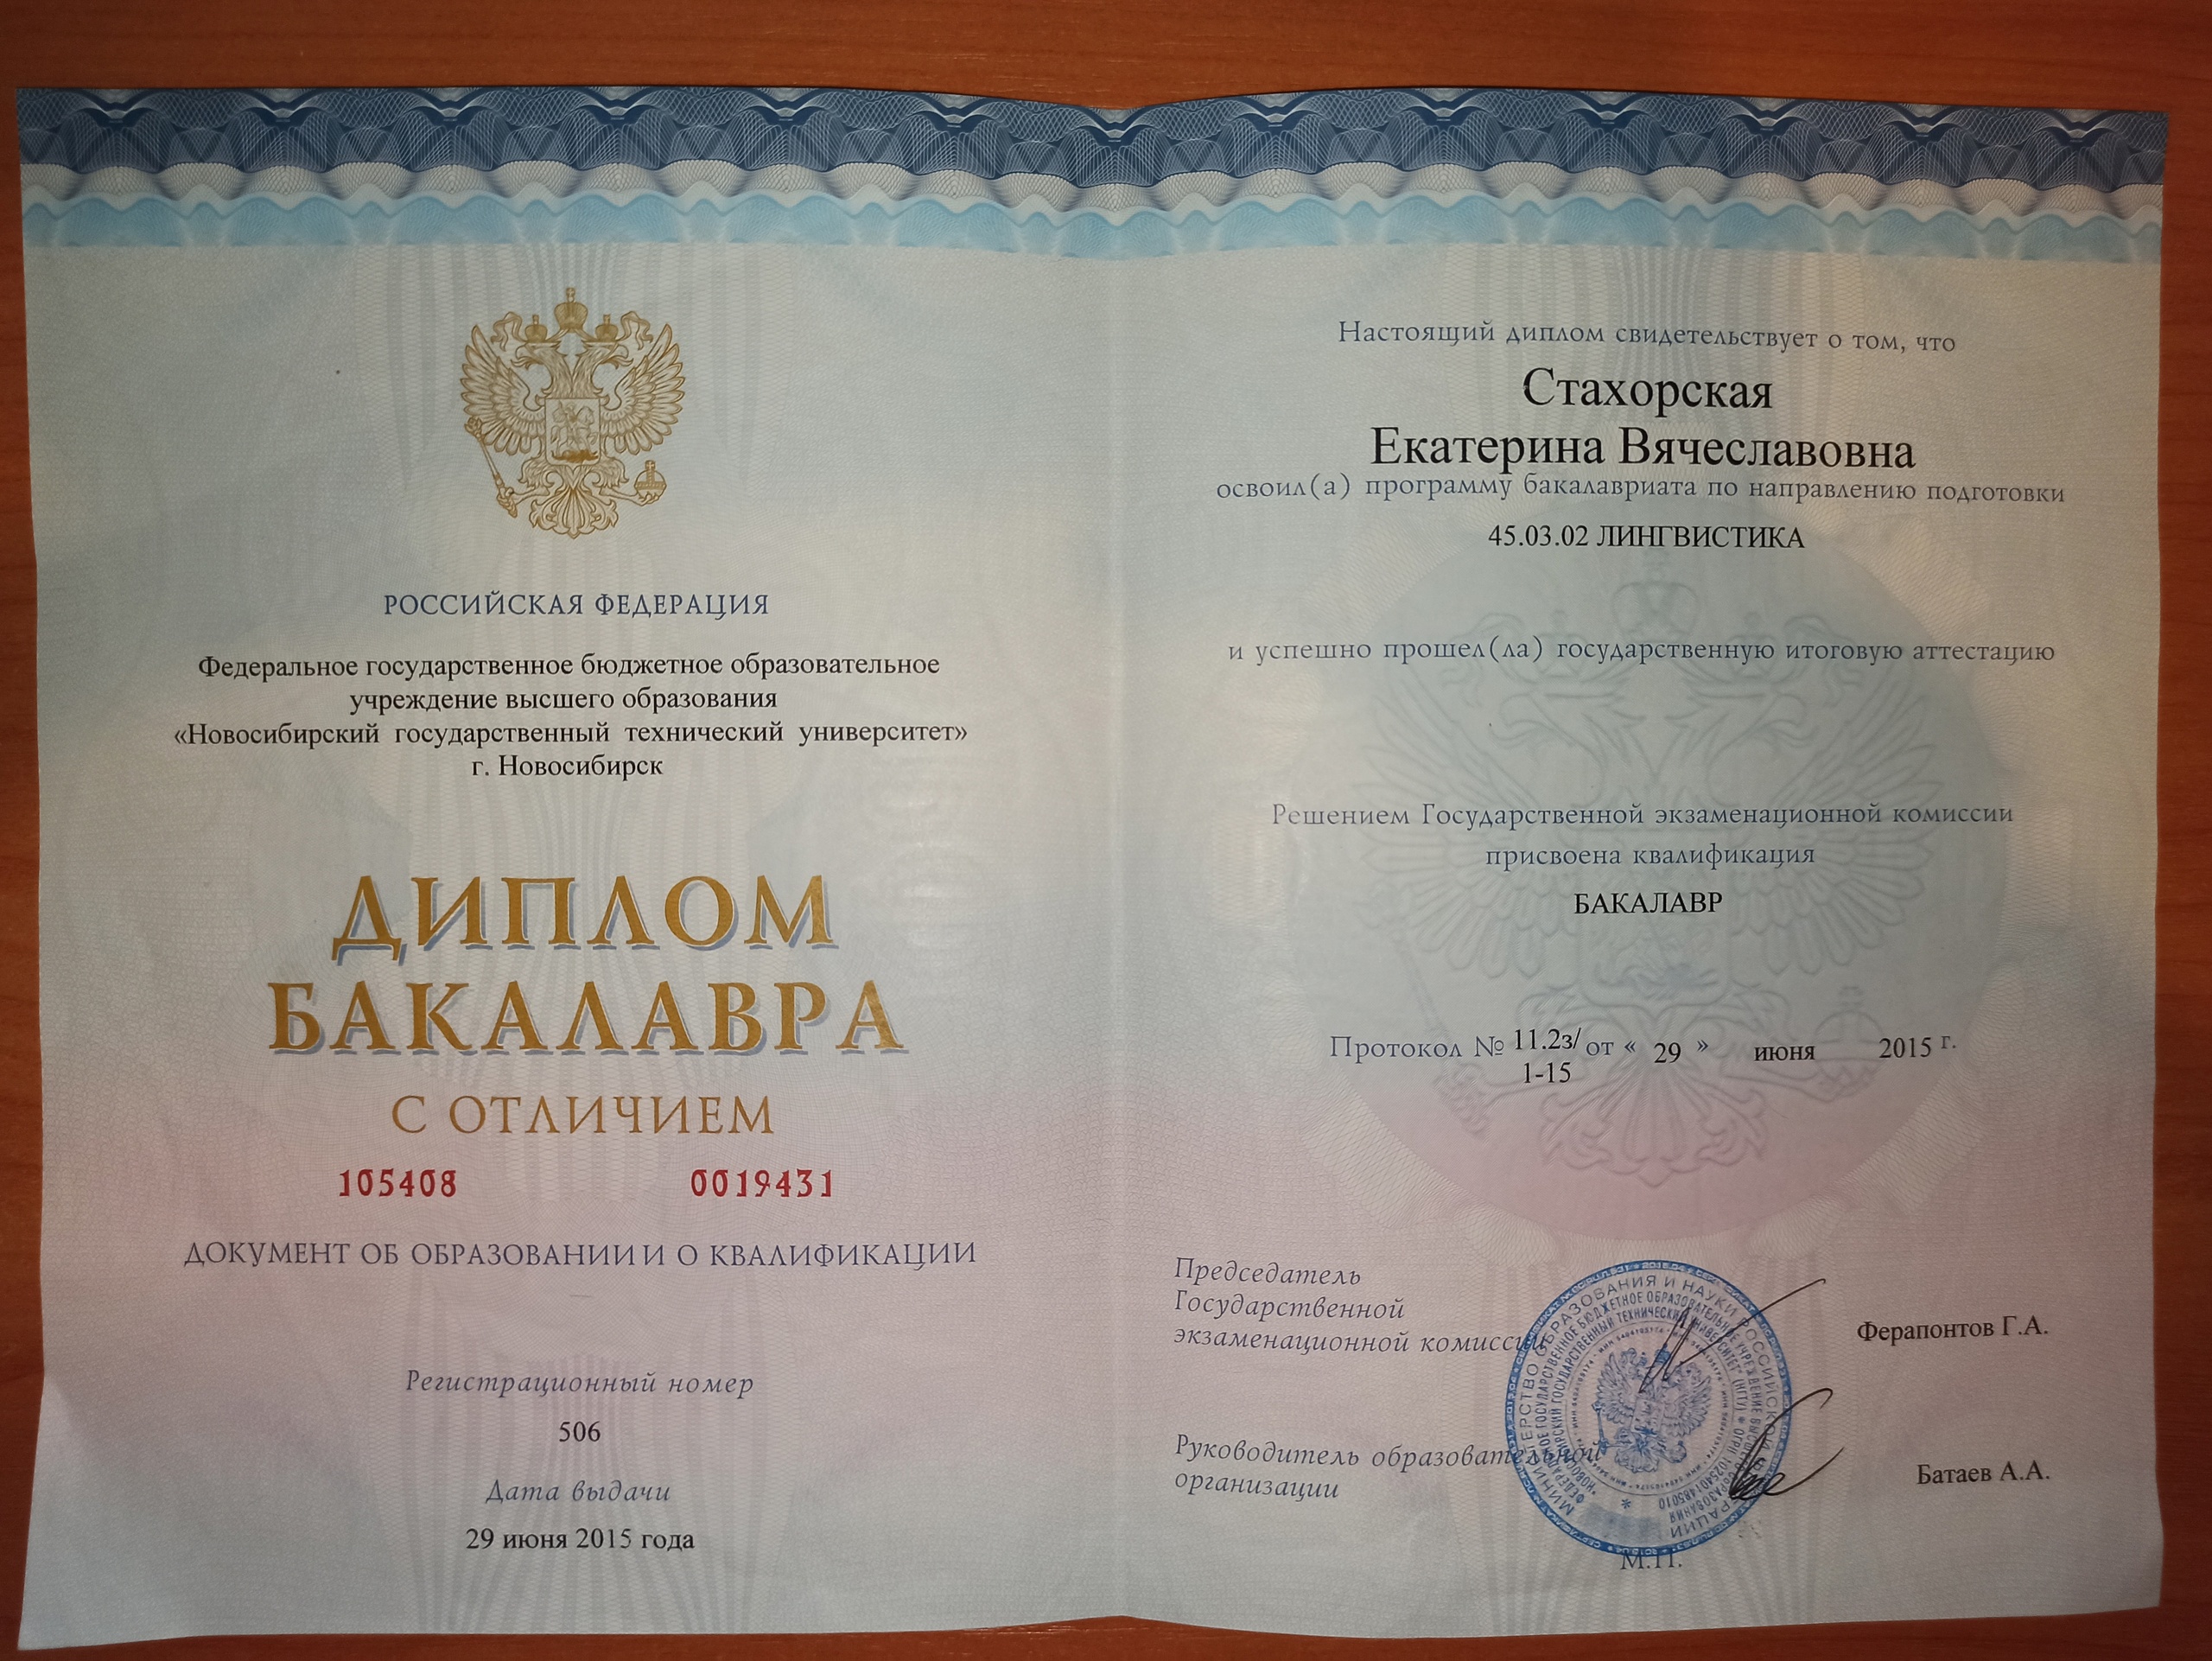 РОССИЙСКАЯ ФЕДЕРАЦИЯ
Федеральное государственное бюджетное образовательное
учреждение высшего образования
«Новосибирский государственный технический университет»
г. Новосибирск
ДИПЛОМ
БАКАЛАВРА
С ОТЛИЧИЕМ
105408 0019431
ДОКУМЕНТ ОБ ОБРАЗОВАНИИ И О КВАЛИФИКАЦИИ
Регистрационный номер
506
Дата выдачи
29 июня 2015 года
Настоящий диплом свидетельствует о том, что
Стахорская
Екатерина Вячеславовна
освоил(а) программу бакалавриата по направлению подготовки
45.03.02 ЛИНГВИСТИКА
и успешно прошел(ла) государственную итоговую аттестацию
Решением Государственной экзаменационной комиссии
присвоена квалификация
БАКАЛАВР
Протокол № 11.2з/ от « 29 » июня 2015 г.
1-15
Председатель
Государственной
экзаменационной комиссии
Ферапонтов Г.А.
Руководитель образовательной
организации
Батаев А.А.
М.П.